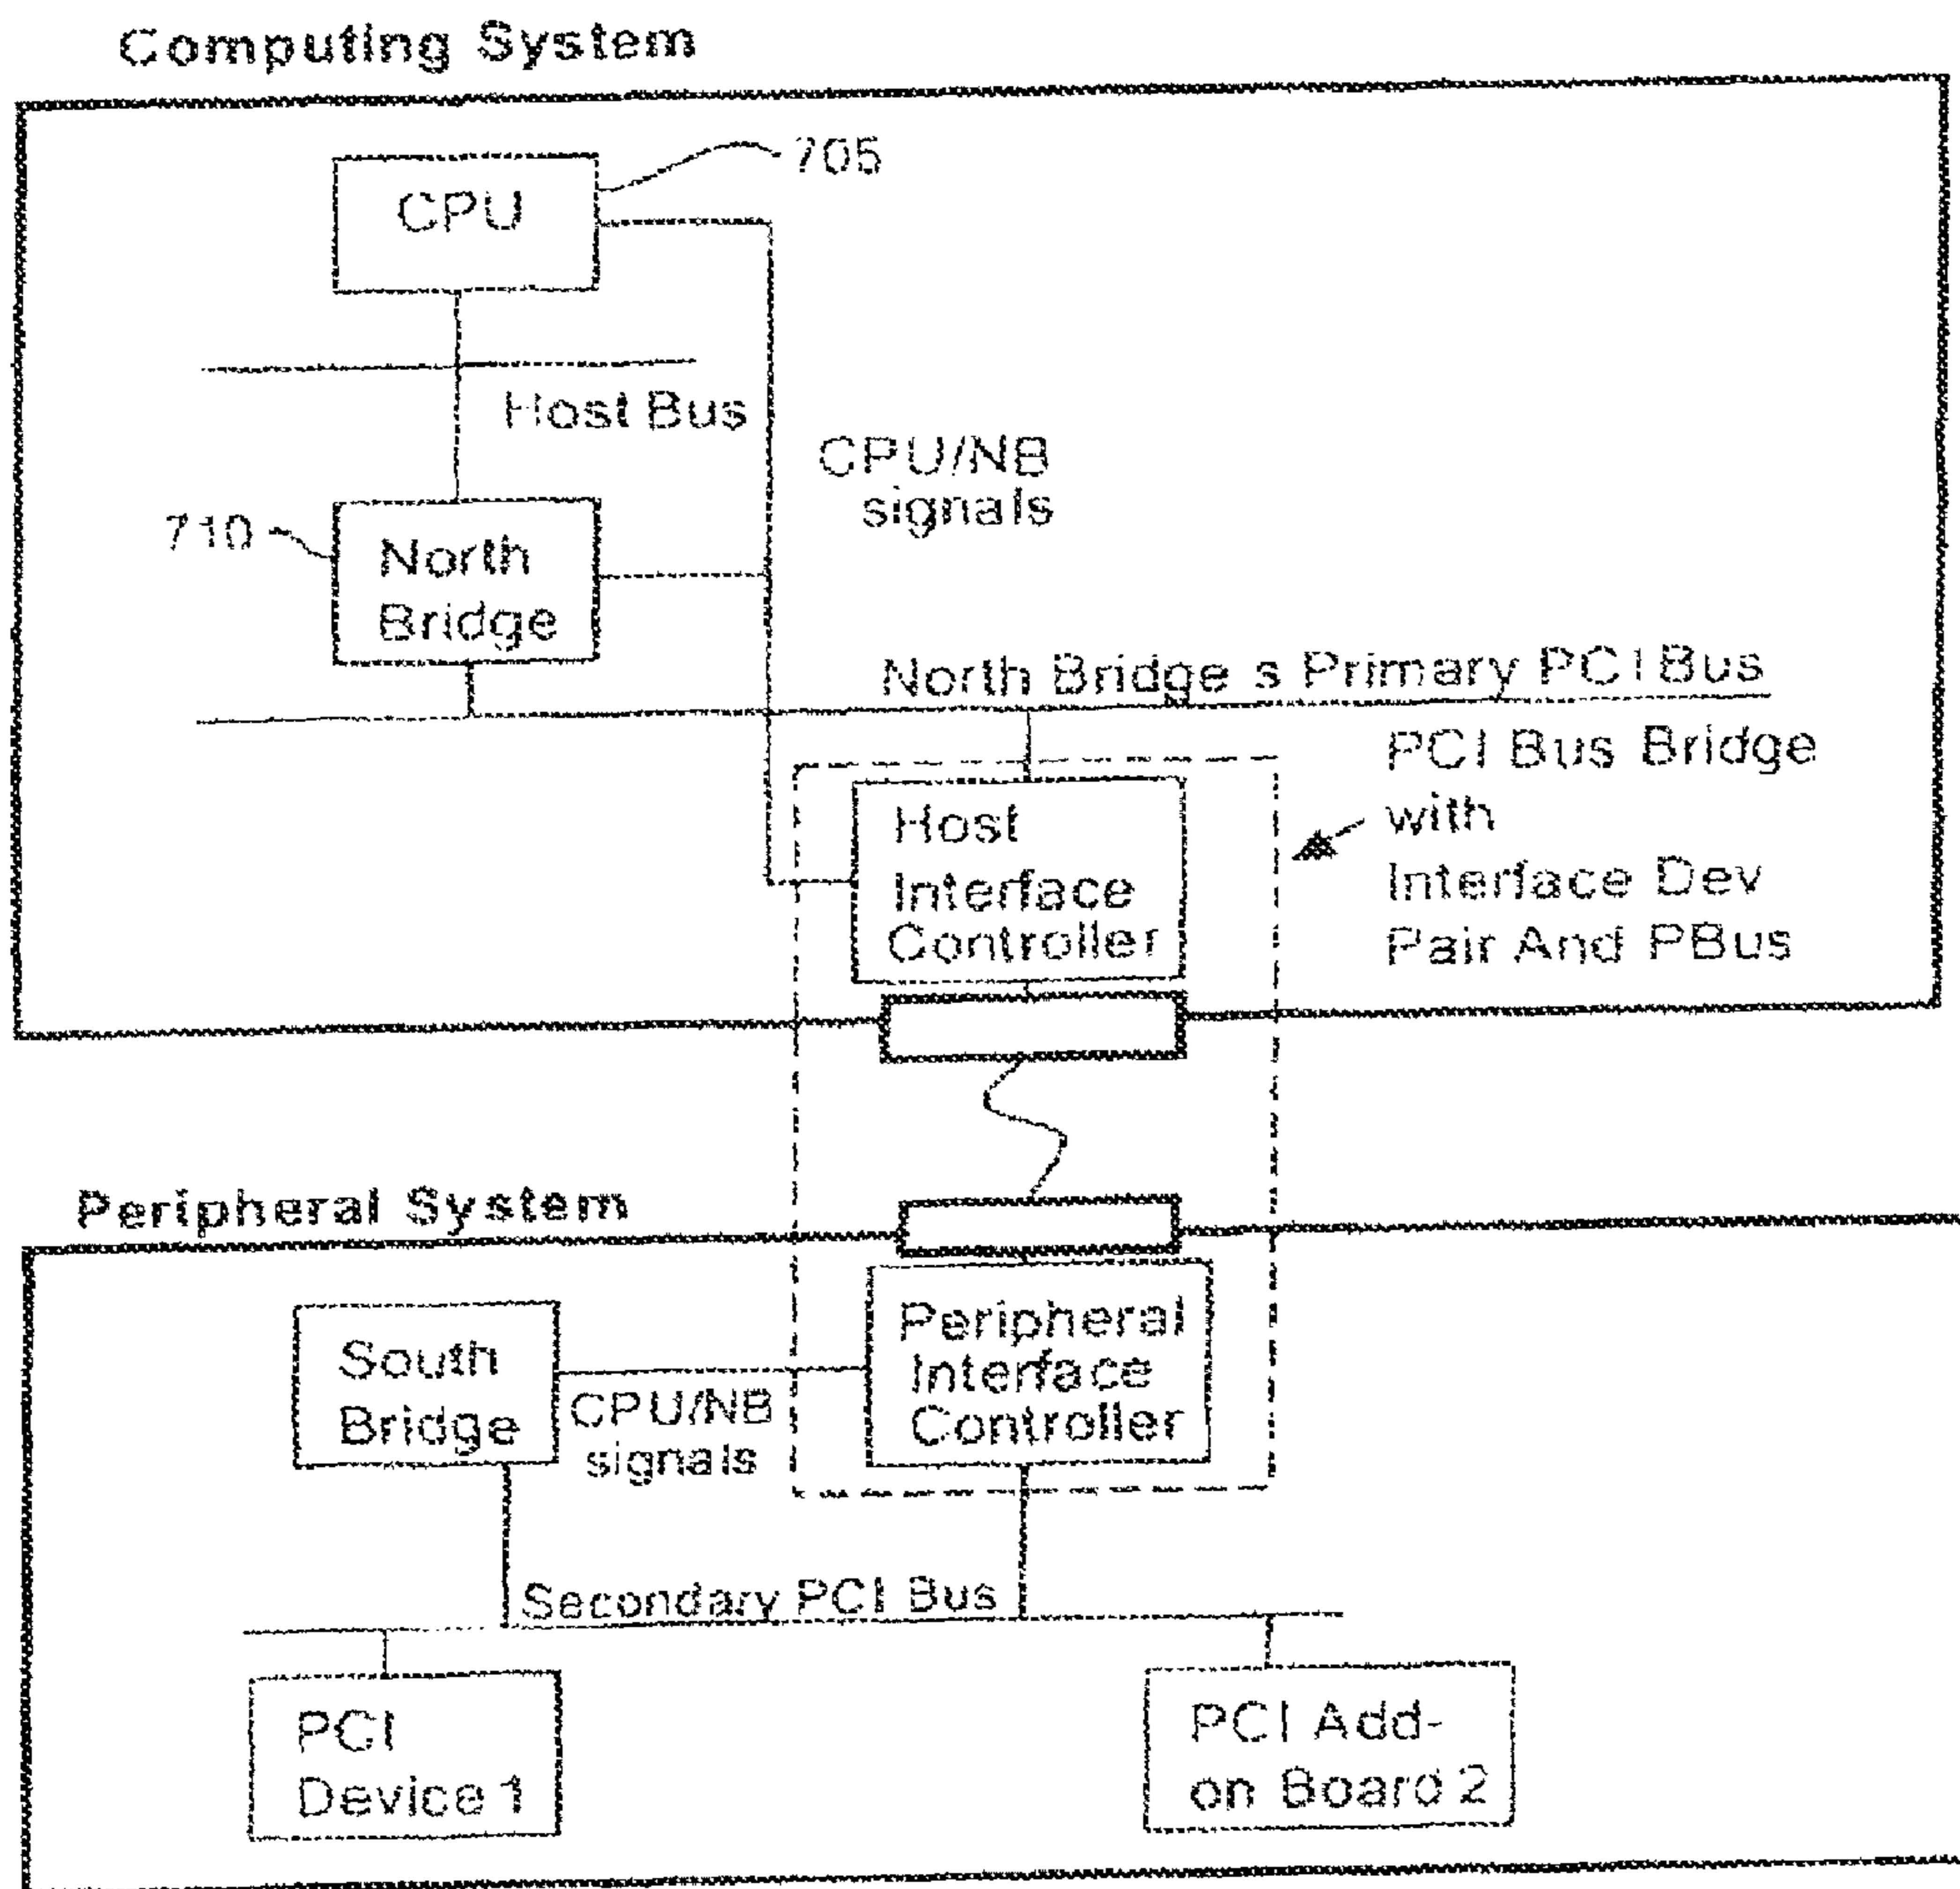 Computing System
705
CPU
Host Bus
CPU/NB
signals
710
North
Bridge
North Bridge s Primary PCI Bus
PCI Bus Bridge
with
Interface Dev
Pair And PBus
Host
Interface
Controller
Peripheral System
Peripheral
Interface
Controller
South
Bridge
CPU/NB
signals
Secondary PCI Bus
PCI
Device 1
PCI Add-
on Board 2